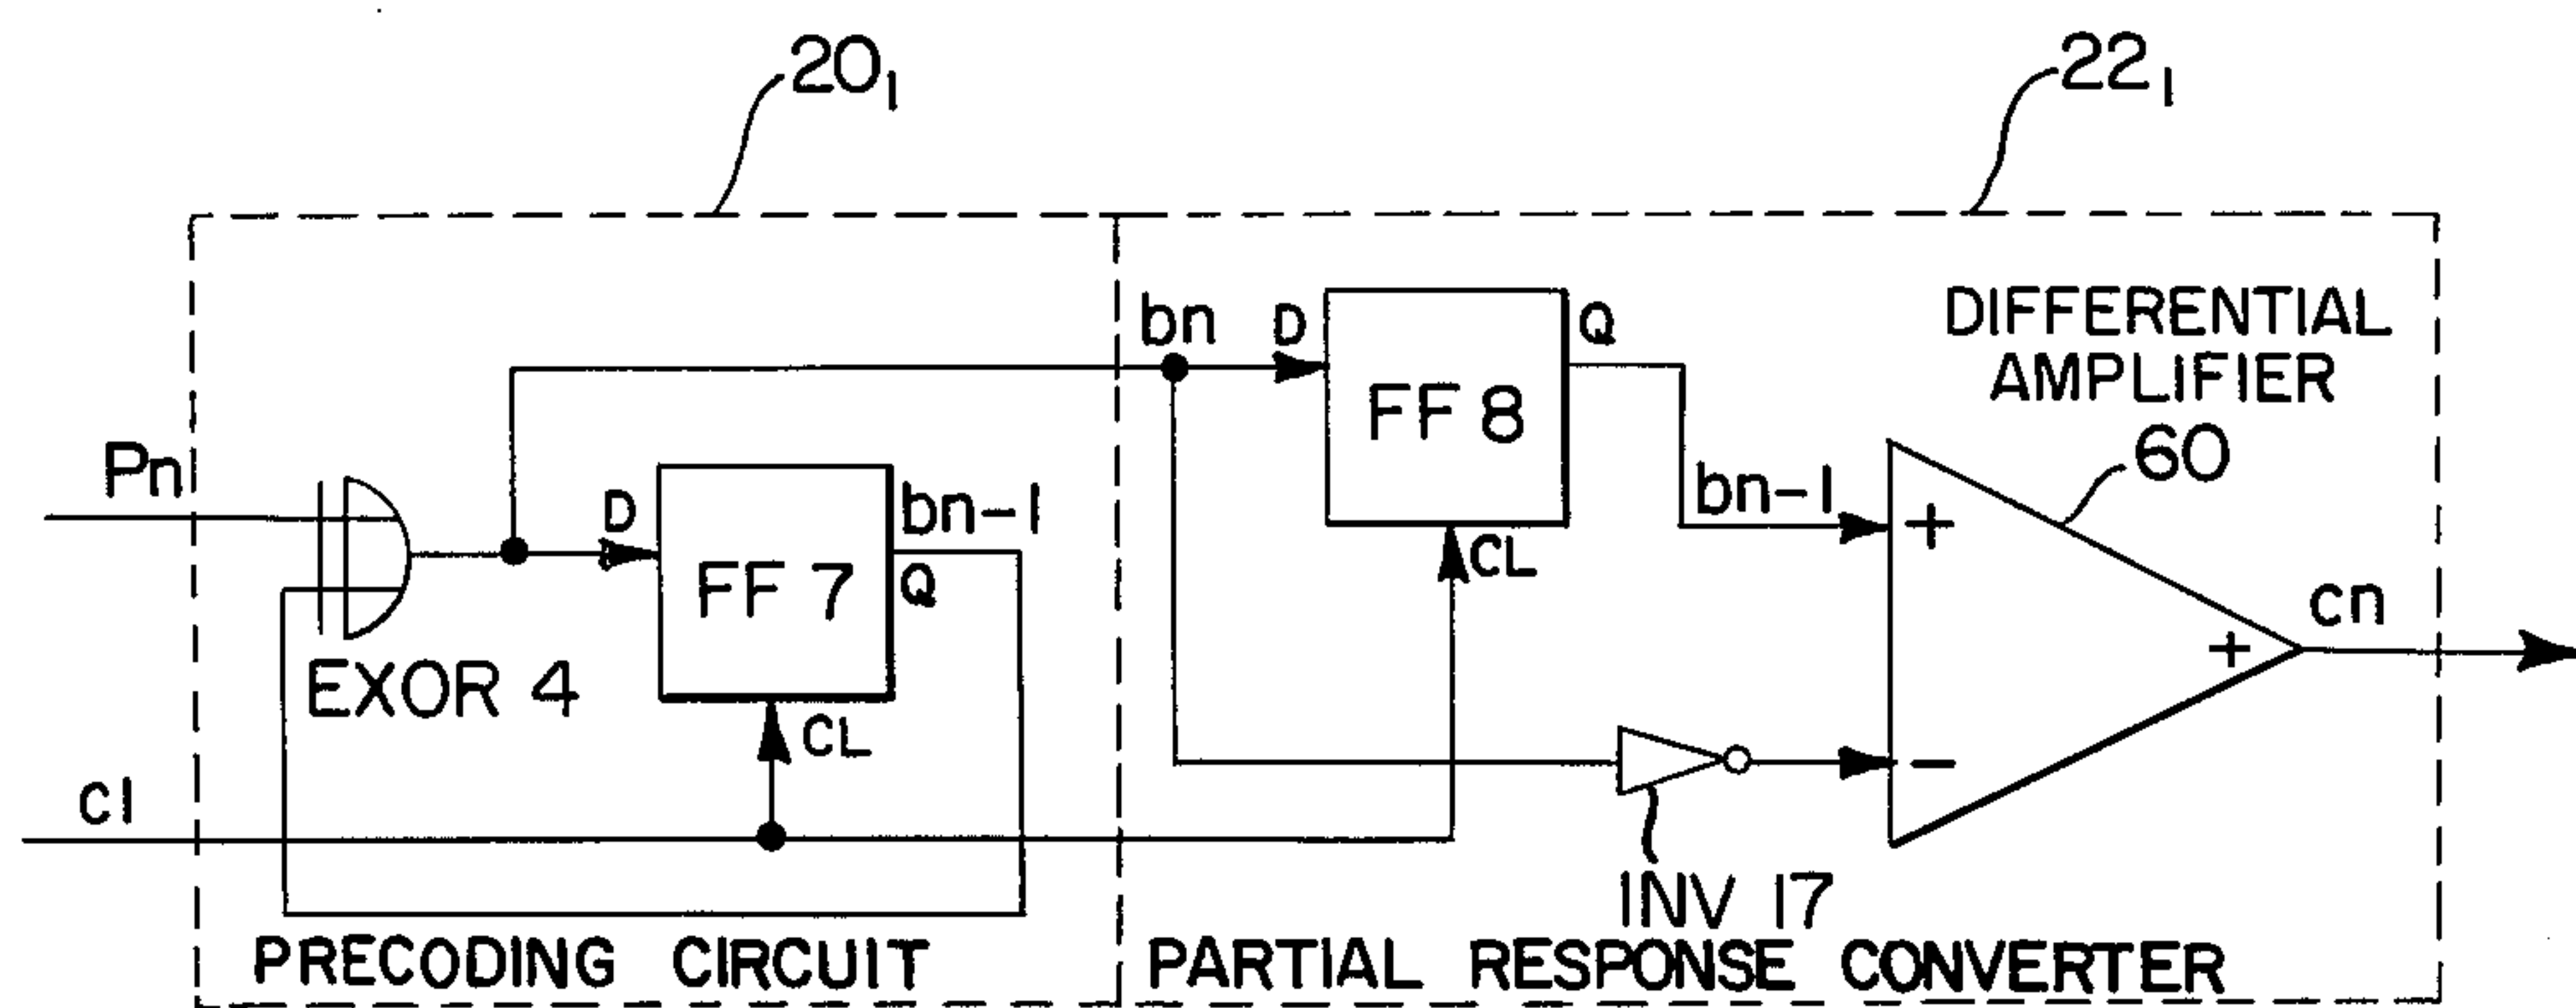 20₁
22₁
Pn
EXOR 4
D
FF 7
bn-1
Q
CL
cl
PRECODING CIRCUIT
bn
D
FF 8
Q
CL
bn-1
DIFFERENTIAL
AMPLIFIER
60
+
-
+
cn
INV 17
PARTIAL RESPONSE CONVERTER